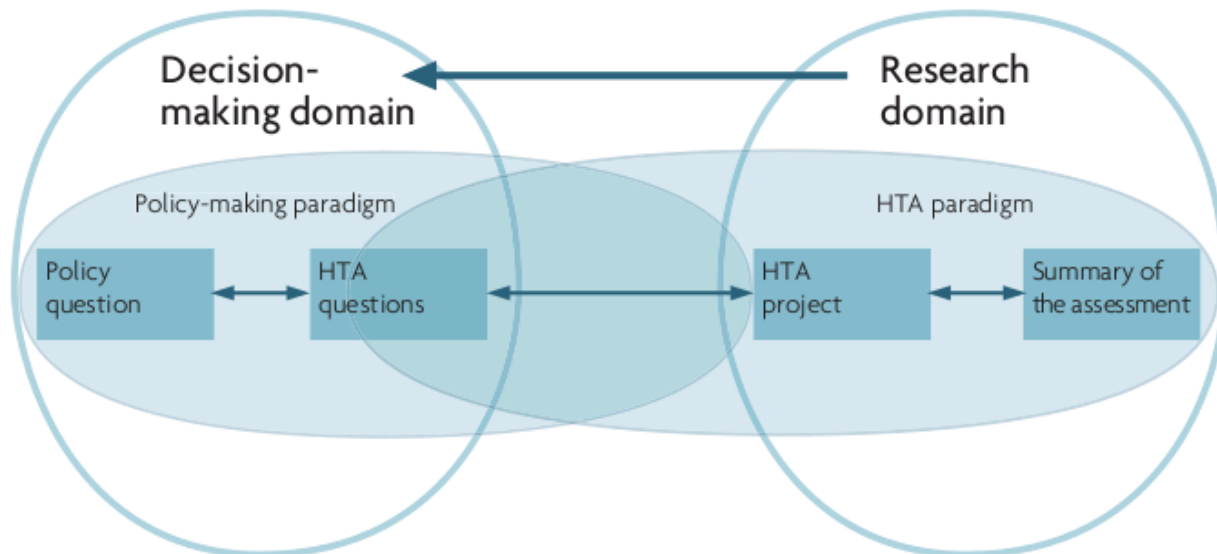 Decision-
making domain
Research
domain
Policy-making paradigm
HTA paradigm
Policy
question
HTA
questions
HTA
project
Summary of
the assessment